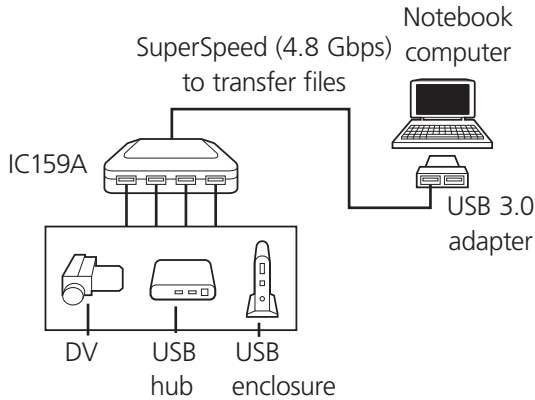 Notebook
computer
SuperSpeed (4.8 Gbps)
to transfer files
IC159A
USB 3.0
adapter
DV
USB
hub
USB
enclosure